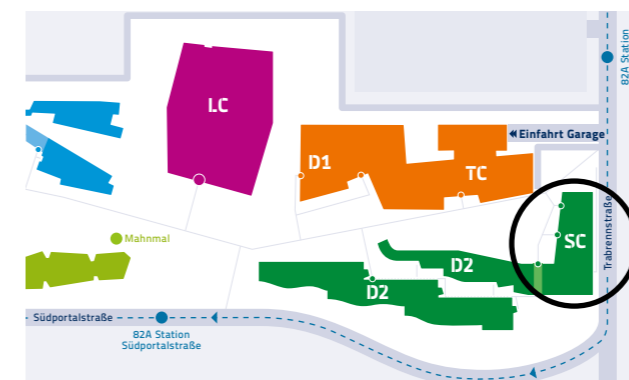 82A Station
LC
Einfahrt Garage
D1
TC
Trabrennstraße
SC
Mahnmal
D2
D2
Südportalstraße
82A Station
Südportalstraße